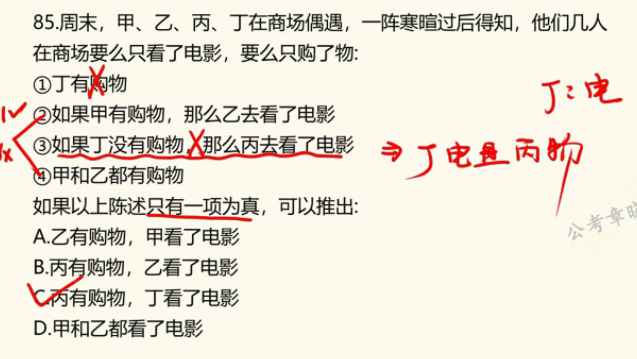 85.周末，甲、乙、丙、丁在商场偶遇，一阵寒暄过后得知，他们几人
在商场要么只看了电影，要么只购了物:
①丁有购物
②如果甲有购物，那么乙去看了电影
③如果丁没有购物，那么丙去看了电影
④甲和乙都有购物
如果以上陈述只有一项为真，可以推出:
A.乙有购物，甲看了电影
B.丙有购物，乙看了电影
C.丙有购物，丁看了电影
D.甲和乙都看了电影
丁:电
⇒丁电且丙物
公考章